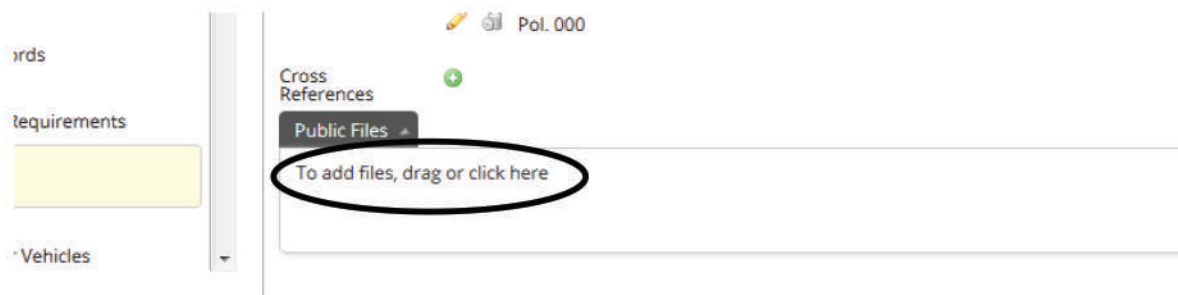 Pol. 000
ords
Cross
References
Requirements
Public Files
To add files, drag or click here
Vehicles